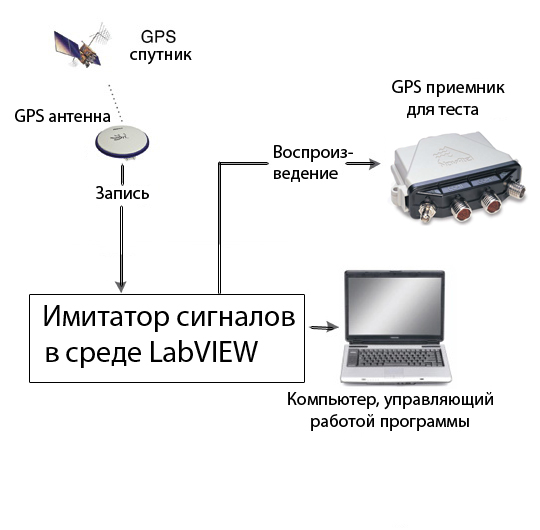 GPS
спутник
GPS антенна
GPS приемник
для теста
Воспроиз-
ведение
Запись
Имитатор сигналов
в среде LabVIEW
Компьютер, управляющий
работой программы